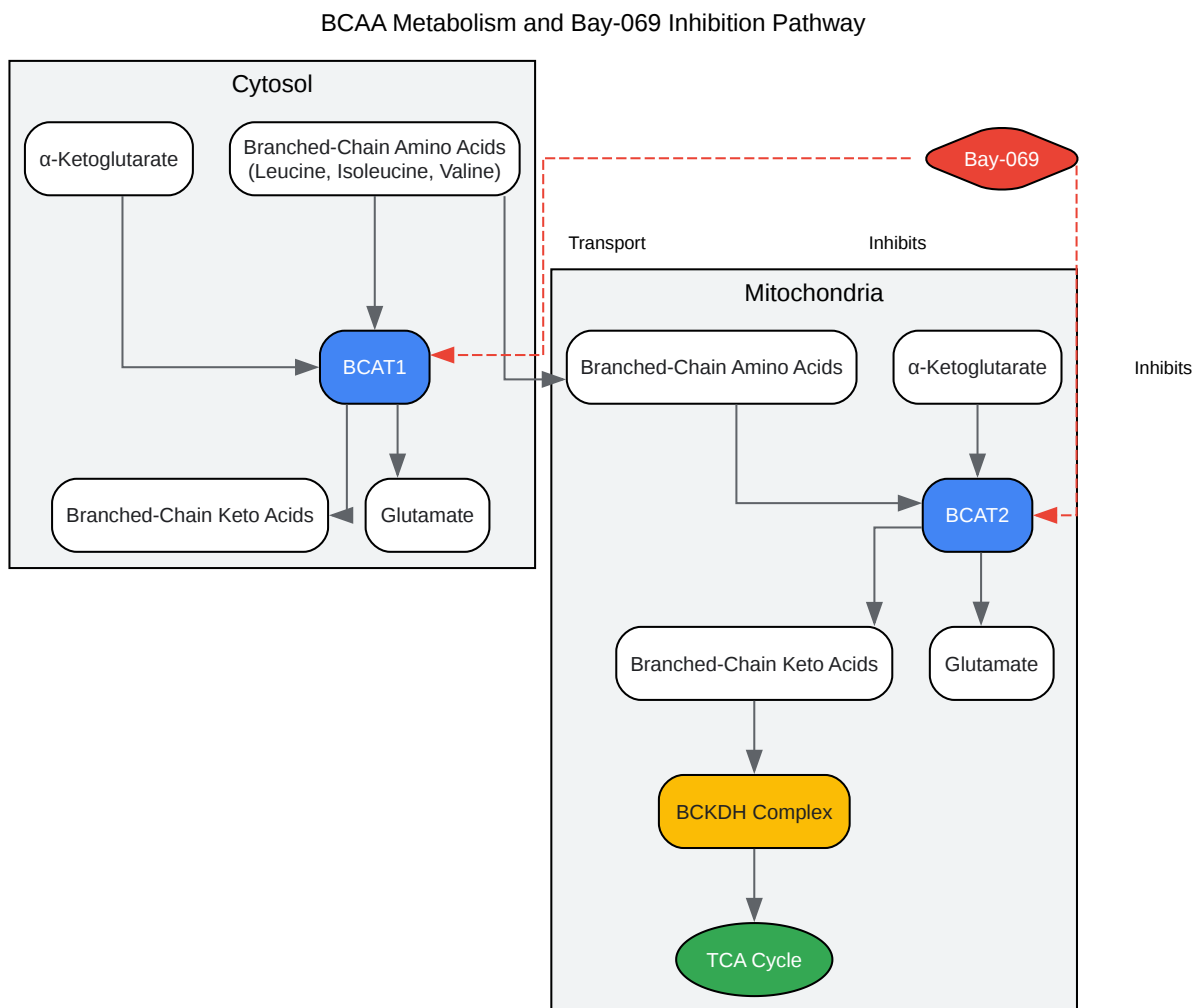 BCAA Metabolism and Bay-069 Inhibition Pathway
Cytosol
α-Ketoglutarate
Branched-Chain Amino Acids
(Leucine, Isoleucine, Valine)
Bay-069
Transport
Inhibits
Mitochondria
BCAT1
Branched-Chain Amino Acids
α-Ketoglutarate
Inhibits
Branched-Chain Keto Acids
Glutamate
BCAT2
Branched-Chain Keto Acids
Glutamate
BCKDH Complex
TCA Cycle